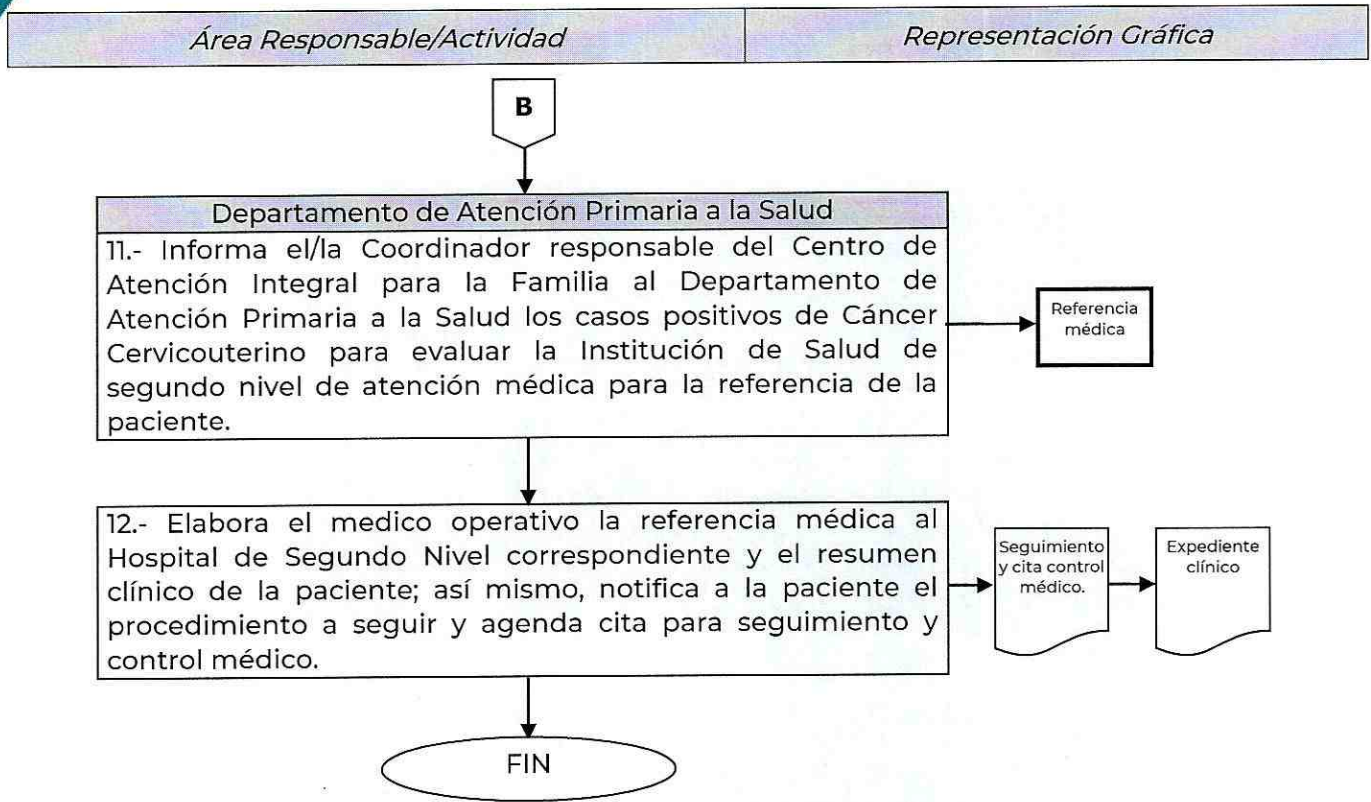 Área Responsable/Actividad
Representación Gráfica
B
Departamento de Atención Primaria a la Salud
11.- Informa el/la Coordinador responsable del Centro de
Atención Integral para la Familia al Departamento de
Atención Primaria a la Salud los casos positivos de Cáncer
Cervicouterino para evaluar la Institución de Salud de
segundo nivel de atención médica para la referencia de la
paciente.
Referencia
médica
12.- Elabora el medico operativo la referencia médica al
Hospital de Segundo Nivel correspondiente y el resumen
clínico de la paciente; así mismo, notifica a la paciente el
procedimiento a seguir y agenda cita para seguimiento y
control médico.
Seguimiento
y cita control
médico.
Expediente
clínico
FIN